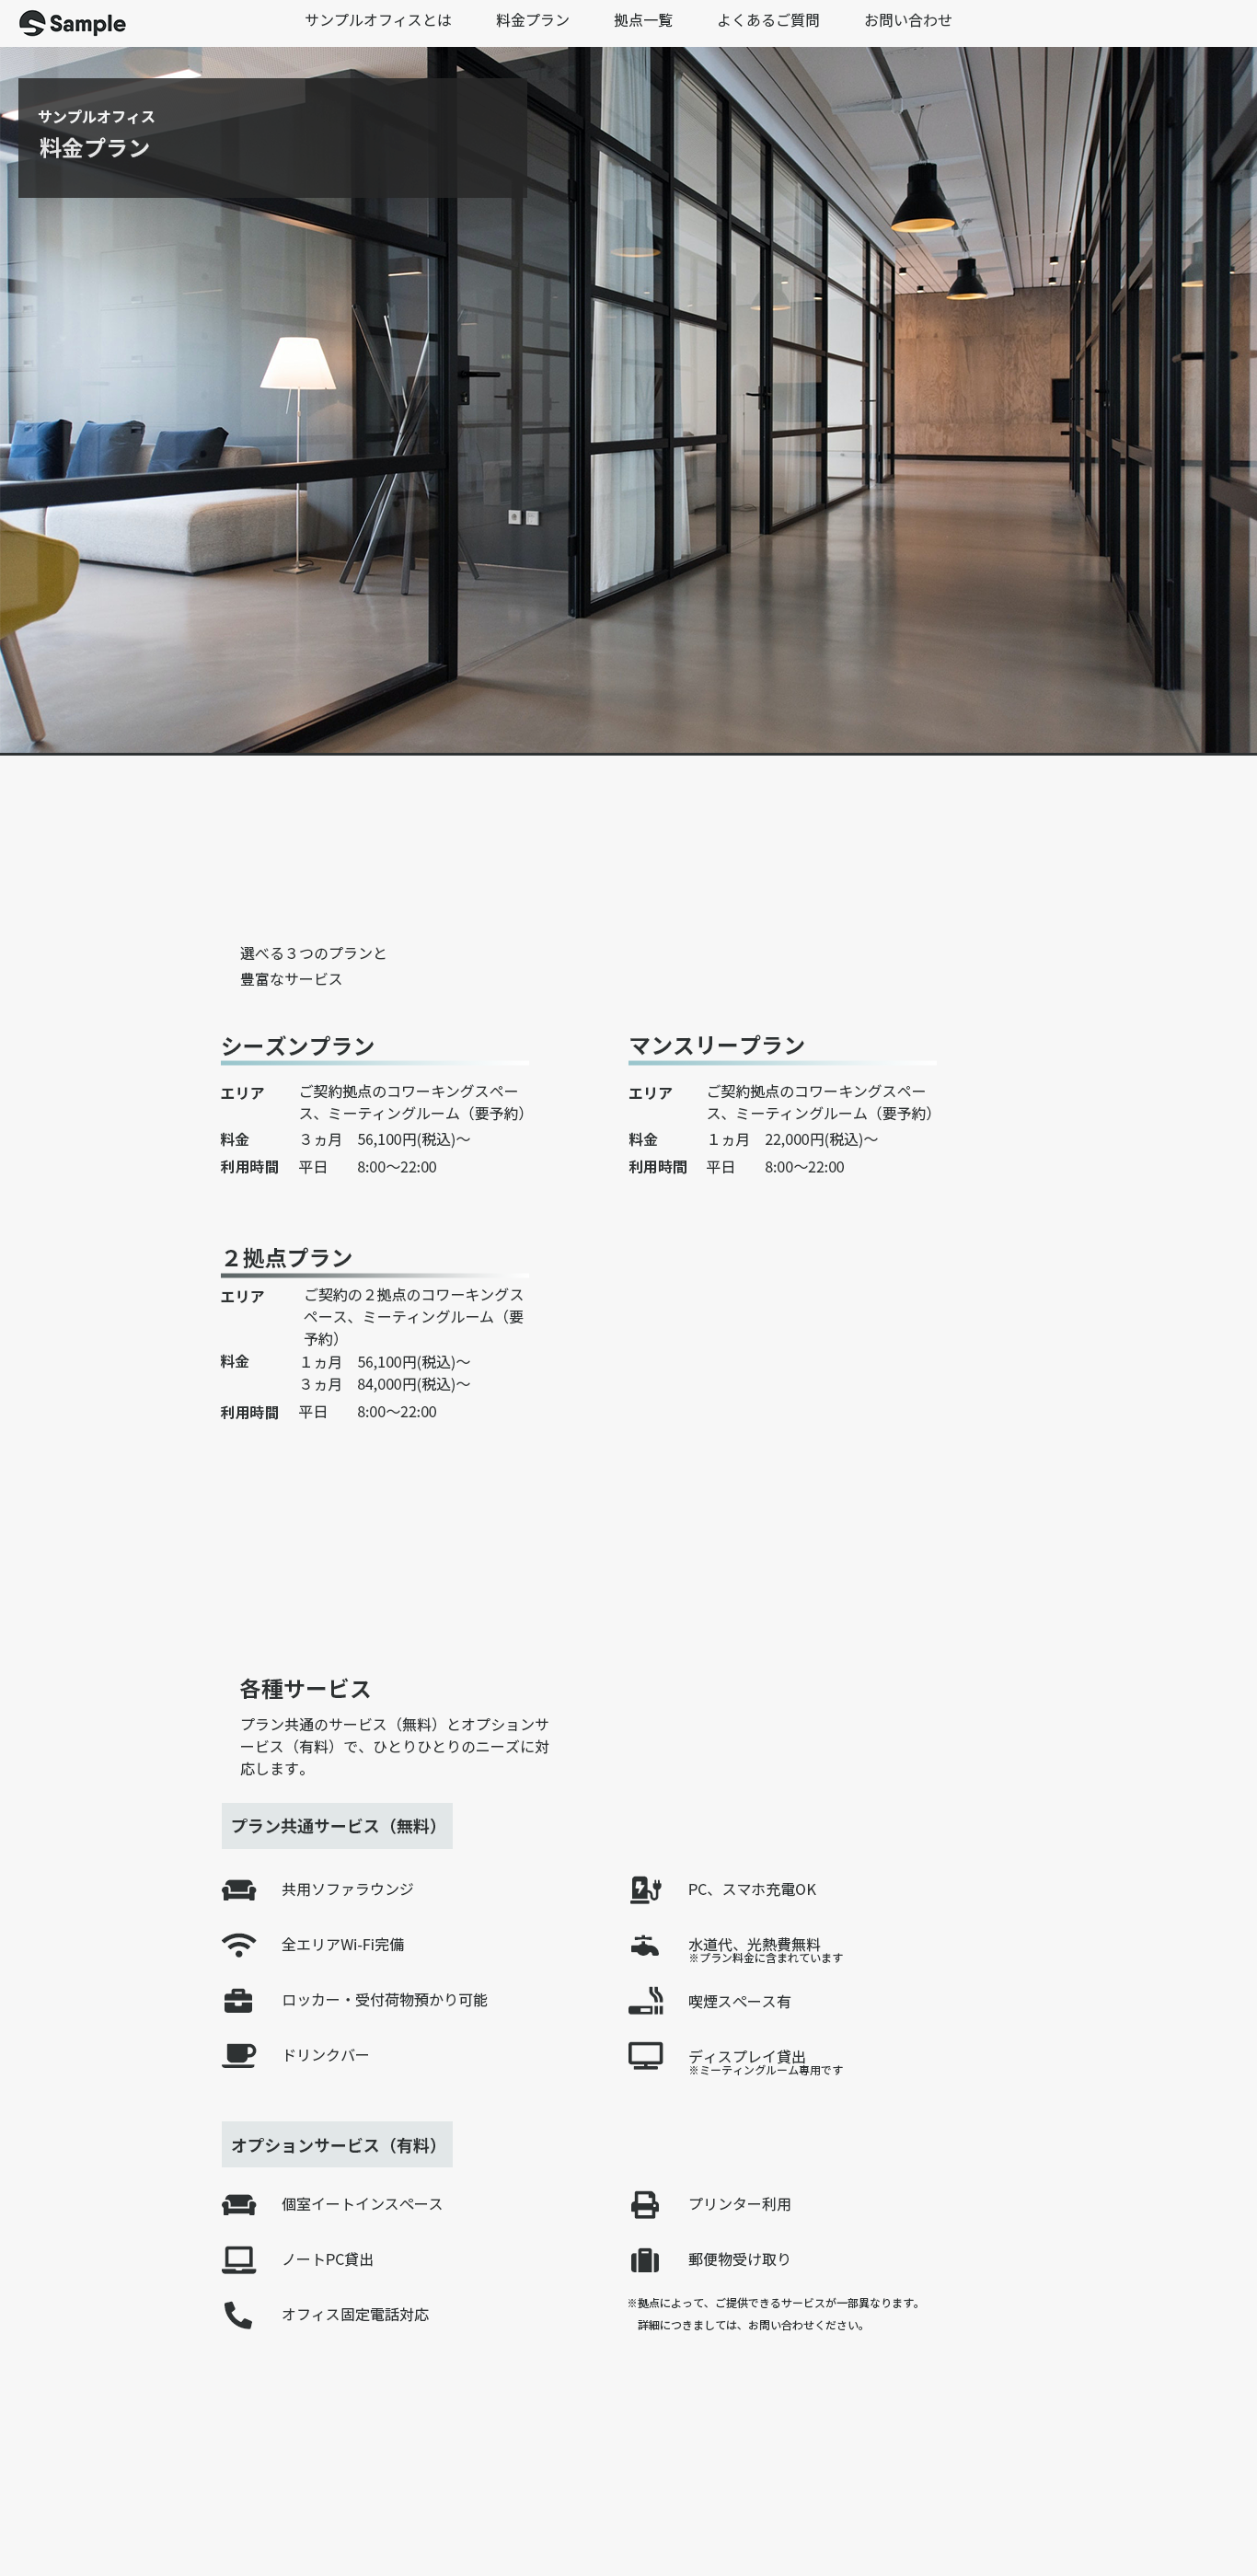 Sample
サンプルオフィスとは 料金プラン 拠点一覧 よくあるご質問 お問い合わせ
サンプルオフィス
料金プラン
選べる３つのプランと
豊富なサービス
シーズンプラン
エリア ご契約拠点のコワーキングスペー
ス、ミーティングルーム（要予約）
料金 ３ヵ月 56,100円(税込)〜
利用時間 平日 8:00〜22:00
マンスリープラン
エリア ご契約拠点のコワーキングスペー
ス、ミーティングルーム（要予約）
料金 １ヵ月 22,000円(税込)〜
利用時間 平日 8:00〜22:00
２拠点プラン
エリア ご契約の２拠点のコワーキングス
ペース、ミーティングルーム（要
予約）
料金 １ヵ月 56,100円(税込)〜
３ヵ月 84,000円(税込)〜
利用時間 平日 8:00〜22:00
各種サービス
プラン共通のサービス（無料）とオプションサ
ービス（有料）で、ひとりひとりのニーズに対
応します。
プラン共通サービス（無料）
共用ソファラウンジ
全エリアWi-Fi完備
ロッカー・受付荷物預かり可能
ドリンクバー
PC、スマホ充電OK
水道代、光熱費無料
※プラン料金に含まれています
喫煙スペース有
ディスプレイ貸出
※ミーティングルーム専用です
オプションサービス（有料）
個室イートインスペース
ノートPC貸出
オフィス固定電話対応
プリンター利用
郵便物受け取り
※拠点によって、ご提供できるサービスが一部異なります。
詳細につきましては、お問い合わせください。